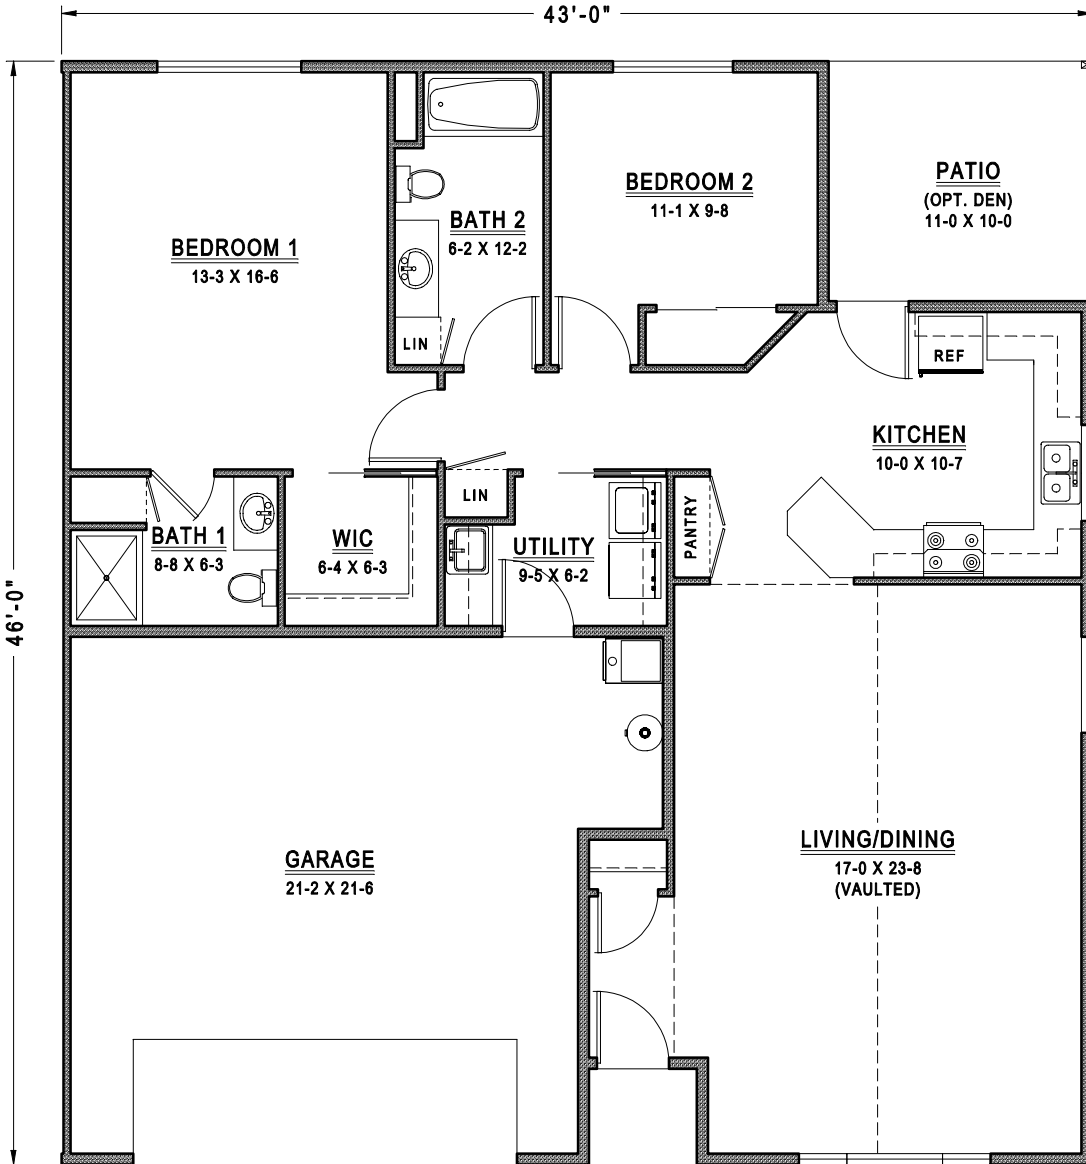 43'-0"
46'-0"
BEDROOM 1
13-3 X 16-6
BATH 2
6-2 X 12-2
LIN
BEDROOM 2
11-1 X 9-8
PATIO
(OPT. DEN)
11-0 X 10-0
REF
KITCHEN
10-0 X 10-7
BATH 1
8-8 X 6-3
WIC
6-4 X 6-3
LIN
UTILITY
9-5 X 6-2
PANTRY
GARAGE
21-2 X 21-6
LIVING/DINING
17-0 X 23-8
(VAULTED)